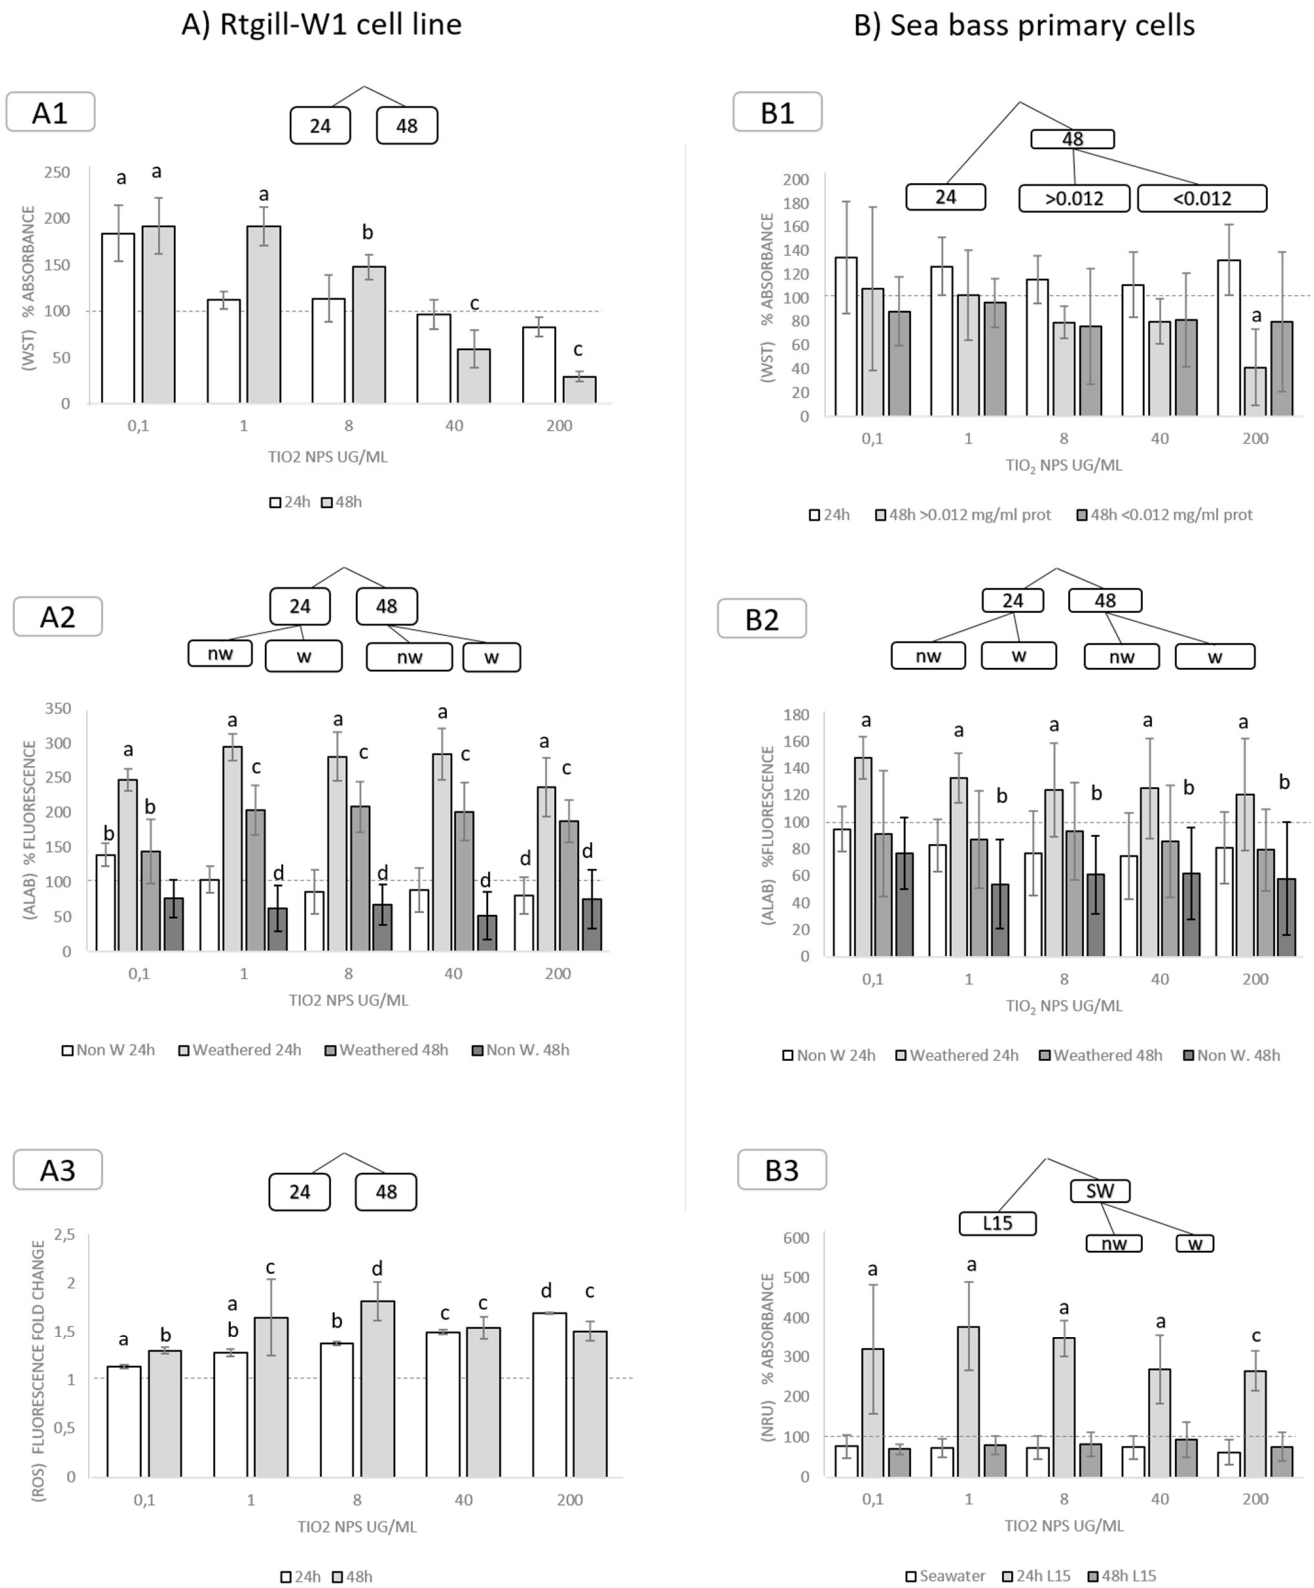 A) Rtgill-W1 cell line
B) Sea bass primary cells
A1
24 48
(WST) % ABSORBANCE
250
200
150
100
50
0
a a a b c c
0,1 1 8 40 200
TIO2 NPS UG/ML
24h 48h
B1
48
24 >0.012 <0.012
(WST) % ABSORBANCE
200
180
160
140
120
100
80
60
40
20
0
a
0,1 1 8 40 200
TIO2 NPS UG/ML
24h 48h >0.012 mg/ml prot 48h <0.012 mg/ml prot
A2
24 48
nw w nw w
(ALAB) % FLUORESCENCE
350
300
250
200
150
100
50
0
b a b a c d a c d a c d d a c d
0,1 1 8 40 200
TIO2 NPS UG/ML
Non W 24h Weathered 24h Weathered 48h Non W. 48h
B2
24 48
nw w nw w
(ALAB) %FLUORESCENCE
180
160
140
120
100
80
60
40
20
0
a a b a b a b a b
0,1 1 8 40 200
TIO2 NPS UG/ML
Non W 24h Weathered 24h Weathered 48h Non W. 48h
A3
24 48
(ROS) FLUORESCENCE FOLD CHANGE
2,5
2
1,5
1
0,5
0
a b a b c b d c c d c
0,1 1 8 40 200
TIO2 NPS UG/ML
24h 48h
B3
SW
L15
nw w
(NRU) % ABSORBANCE
600
500
400
300
200
100
0
a a a a c
0,1 1 8 40 200
TIO2 NPS UG/ML
Seawater 24h L15 48h L15